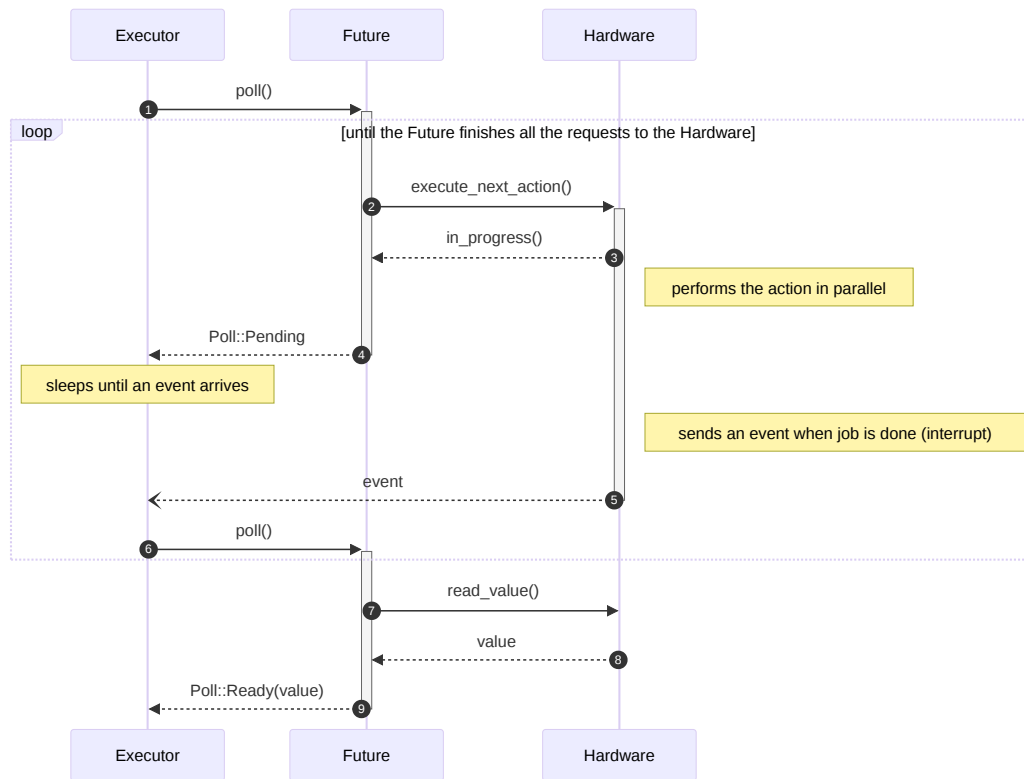 Executor
Future
Hardware
poll()
1
loop
[until the Future finishes all the requests to the Hardware]
execute_next_action()
2
in_progress()
3
performs the action in parallel
Poll::Pending
4
sleeps until an event arrives
sends an event when job is done (interrupt)
event
5
poll()
6
read_value()
7
value
8
Poll::Ready(value)
9
Executor
Future
Hardware